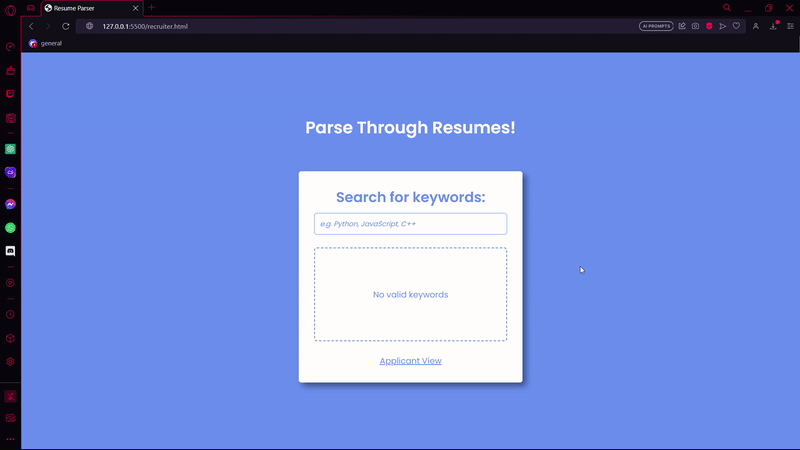 Resume Parser
127.0.0.1:5500/recruiter.html
AI PROMPTS
general
Parse Through Resumes!
Search for keywords:
e.g. Python, JavaScript, C++
No valid keywords
Applicant View